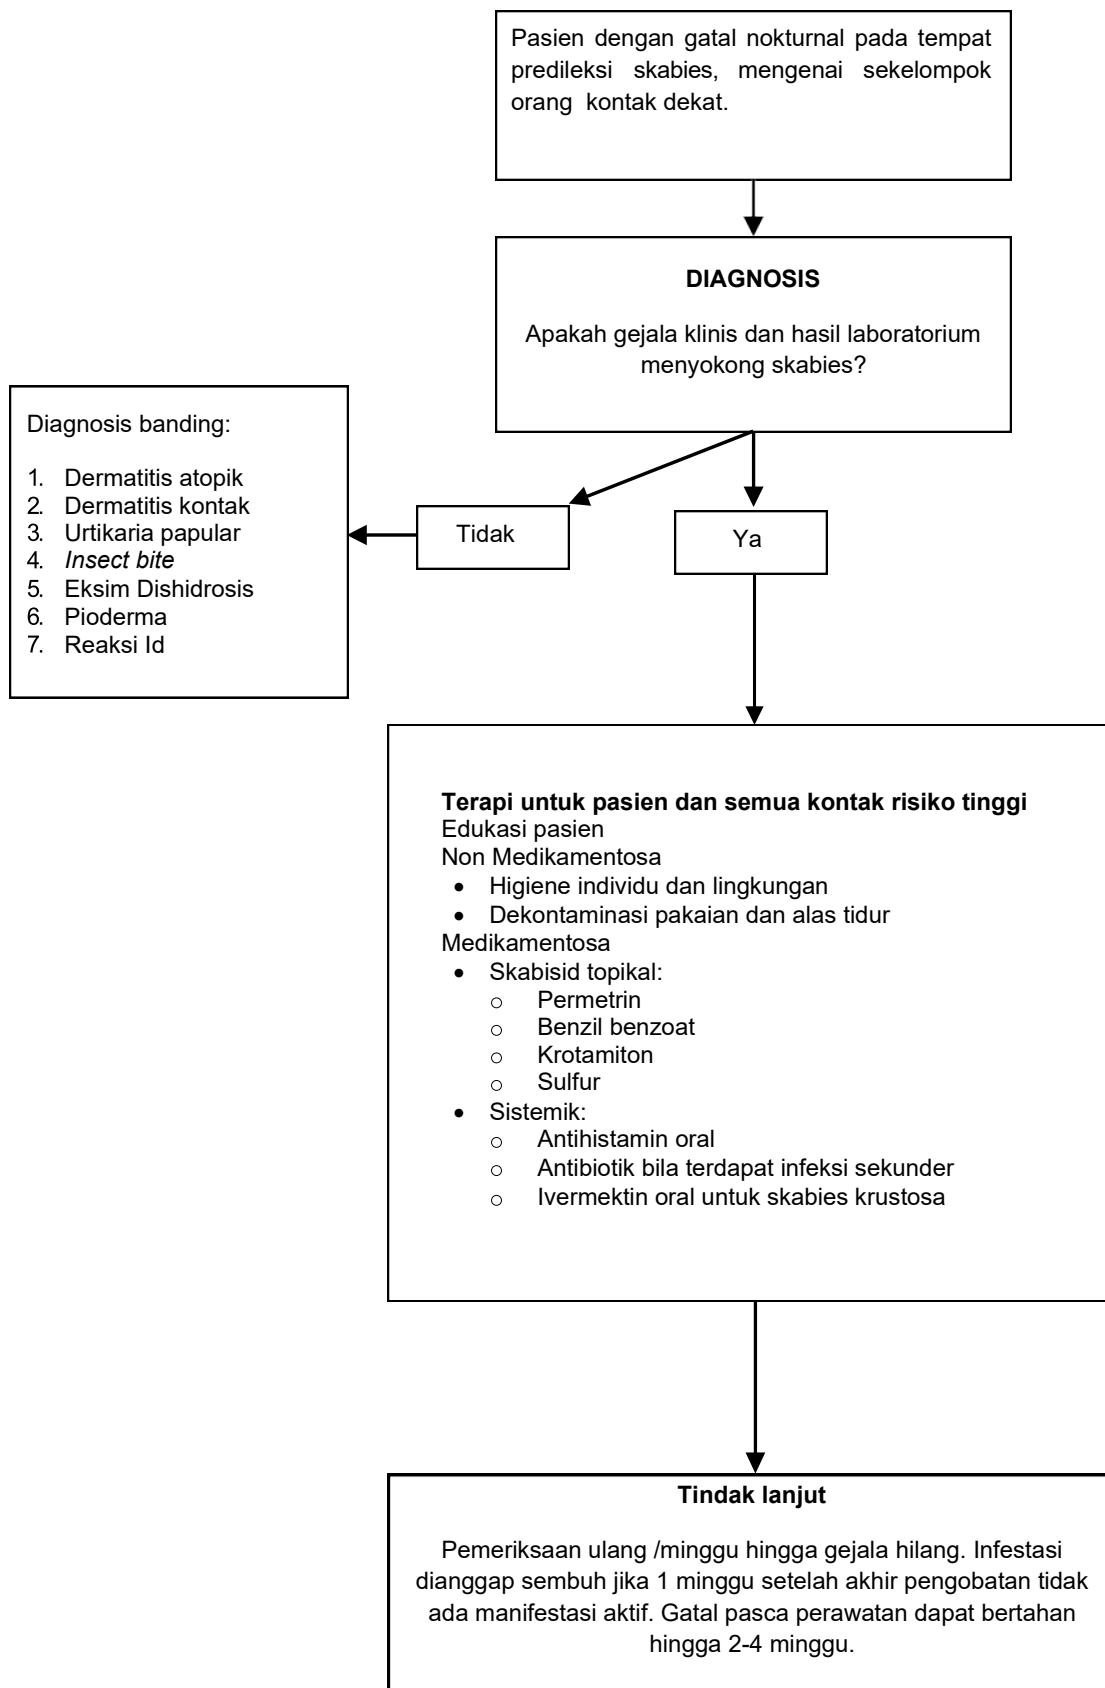 Pasien dengan gatal nokturnal pada tempat
predileksi skabies, mengenai sekelompok
orang kontak dekat.
DIAGNOSIS
Apakah gejala klinis dan hasil laboratorium
menyokong skabies?
Diagnosis banding:
1. Dermatitis atopik
2. Dermatitis kontak
3. Urtikaria papular
4. Insect bite
5. Eksim Dishidrosis
6. Pioderma
7. Reaksi Id
Tidak
Ya
Terapi untuk pasien dan semua kontak risiko tinggi
Edukasi pasien
Non Medikamentosa
• Higiene individu dan lingkungan
• Dekontaminasi pakaian dan alas tidur
Medikamentosa
• Skabisid topikal:
o Permetrin
o Benzil benzoat
o Krotamiton
o Sulfur
• Sistemik:
o Antihistamin oral
o Antibiotik bila terdapat infeksi sekunder
o Ivermektin oral untuk skabies krustosa
Tindak lanjut
Pemeriksaan ulang /minggu hingga gejala hilang. Infestasi
dianggap sembuh jika 1 minggu setelah akhir pengobatan tidak
ada manifestasi aktif. Gatal pasca perawatan dapat bertahan
hingga 2-4 minggu.